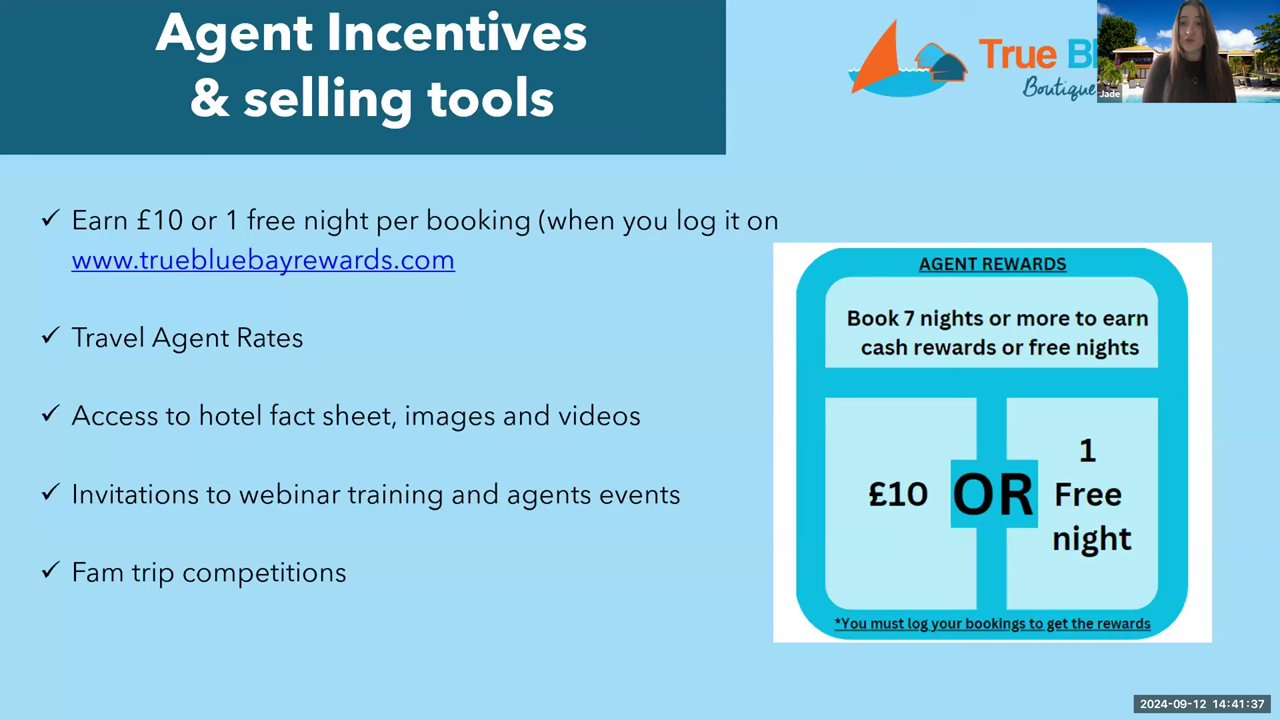 Agent Incentives
& selling tools
True Bl
Boutique
Jade
✓ Earn £10 or 1 free night per booking (when you log it on
www.truebluebayrewards.com
✓ Travel Agent Rates
✓ Access to hotel fact sheet, images and videos
✓ Invitations to webinar training and agents events
✓ Fam trip competitions
AGENT REWARDS
Book 7 nights or more to earn
cash rewards or free nights
£10 OR 1
Free
night
*You must log your bookings to get the rewards
2024-09-12 14:41:37